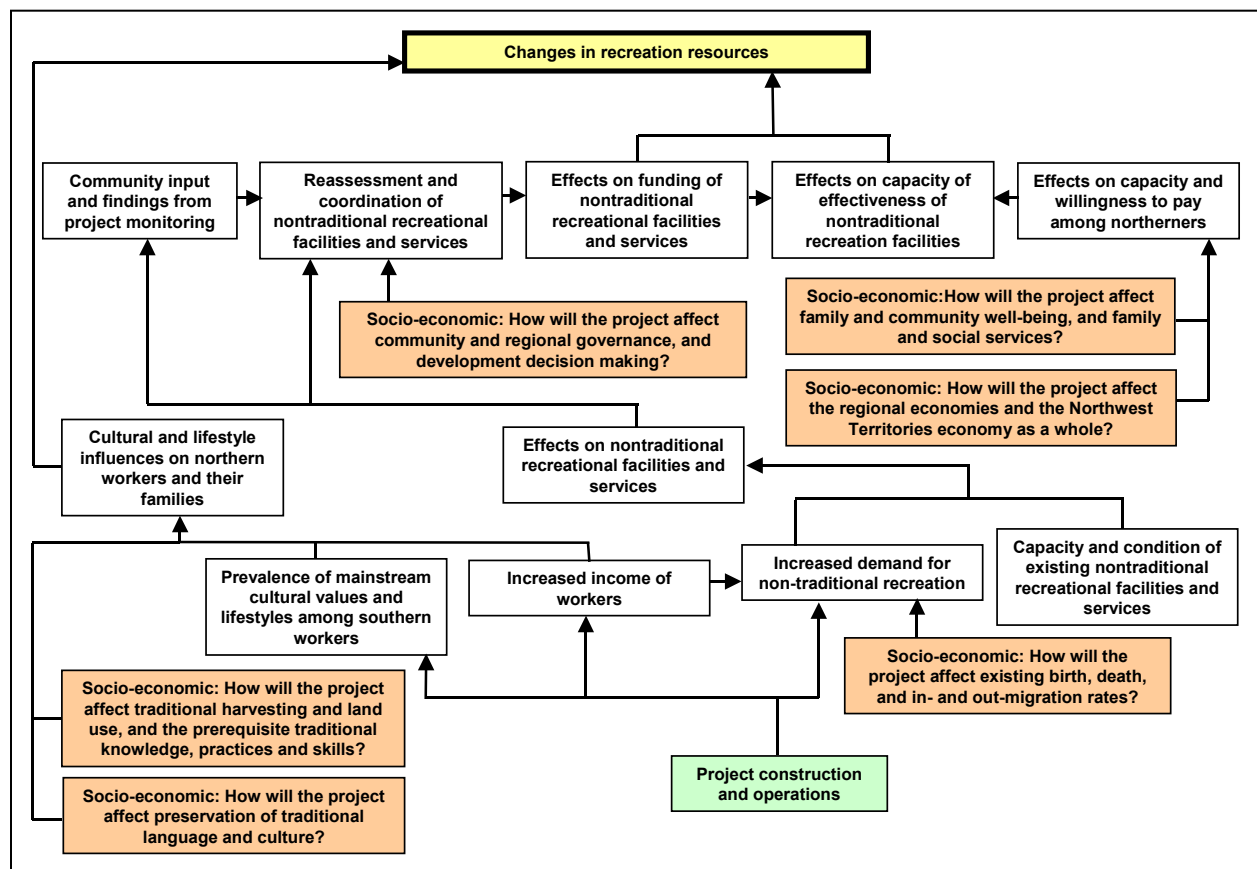 Changes in recreation resources
Community input
and findings from
project monitoring
Reassessment and
coordination of
nontraditional recreational
facilities and services
Effects on funding of
nontraditional
recreational facilities
and services
Effects on capacity of
effectiveness of
nontraditional
recreation facilities
Effects on capacity and
willingness to pay
among northerners
Socio-economic: How will the project affect
community and regional governance, and
development decision making?
Socio-economic:How will the project affect
family and community well-being, and family
and social services?
Socio-economic: How will the project affect
the regional economies and the Northwest
Territories economy as a whole?
Cultural and lifestyle
influences on northern
workers and their
families
Effects on nontraditional
recreational facilities and
services
Prevalence of mainstream
cultural values and
lifestyles among southern
workers
Increased income of
workers
Increased demand for
non-traditional recreation
Capacity and condition of
existing nontraditional
recreational facilities and
services
Socio-economic: How will the
project affect existing birth, death,
and in- and out-migration rates?
Socio-economic: How will the project
affect traditional harvesting and land
use, and the prerequisite traditional
knowledge, practices and skills?
Socio-economic: How will the project
affect preservation of traditional
language and culture?
Project construction
and operations